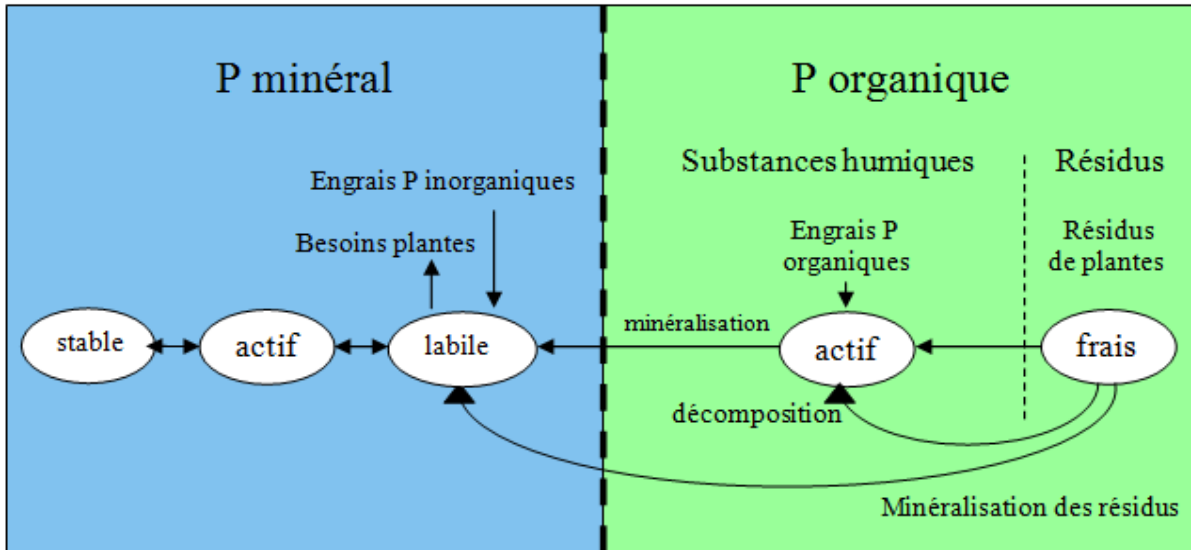 P minéral
P organique
Substances humiques
Résidus
Engrais P inorganiques
Besoins plantes
Engrais P
organiques
Résidus
de plantes
stable
actif
labile
minéralisation
actif
frais
décomposition
Minéralisation des résidus